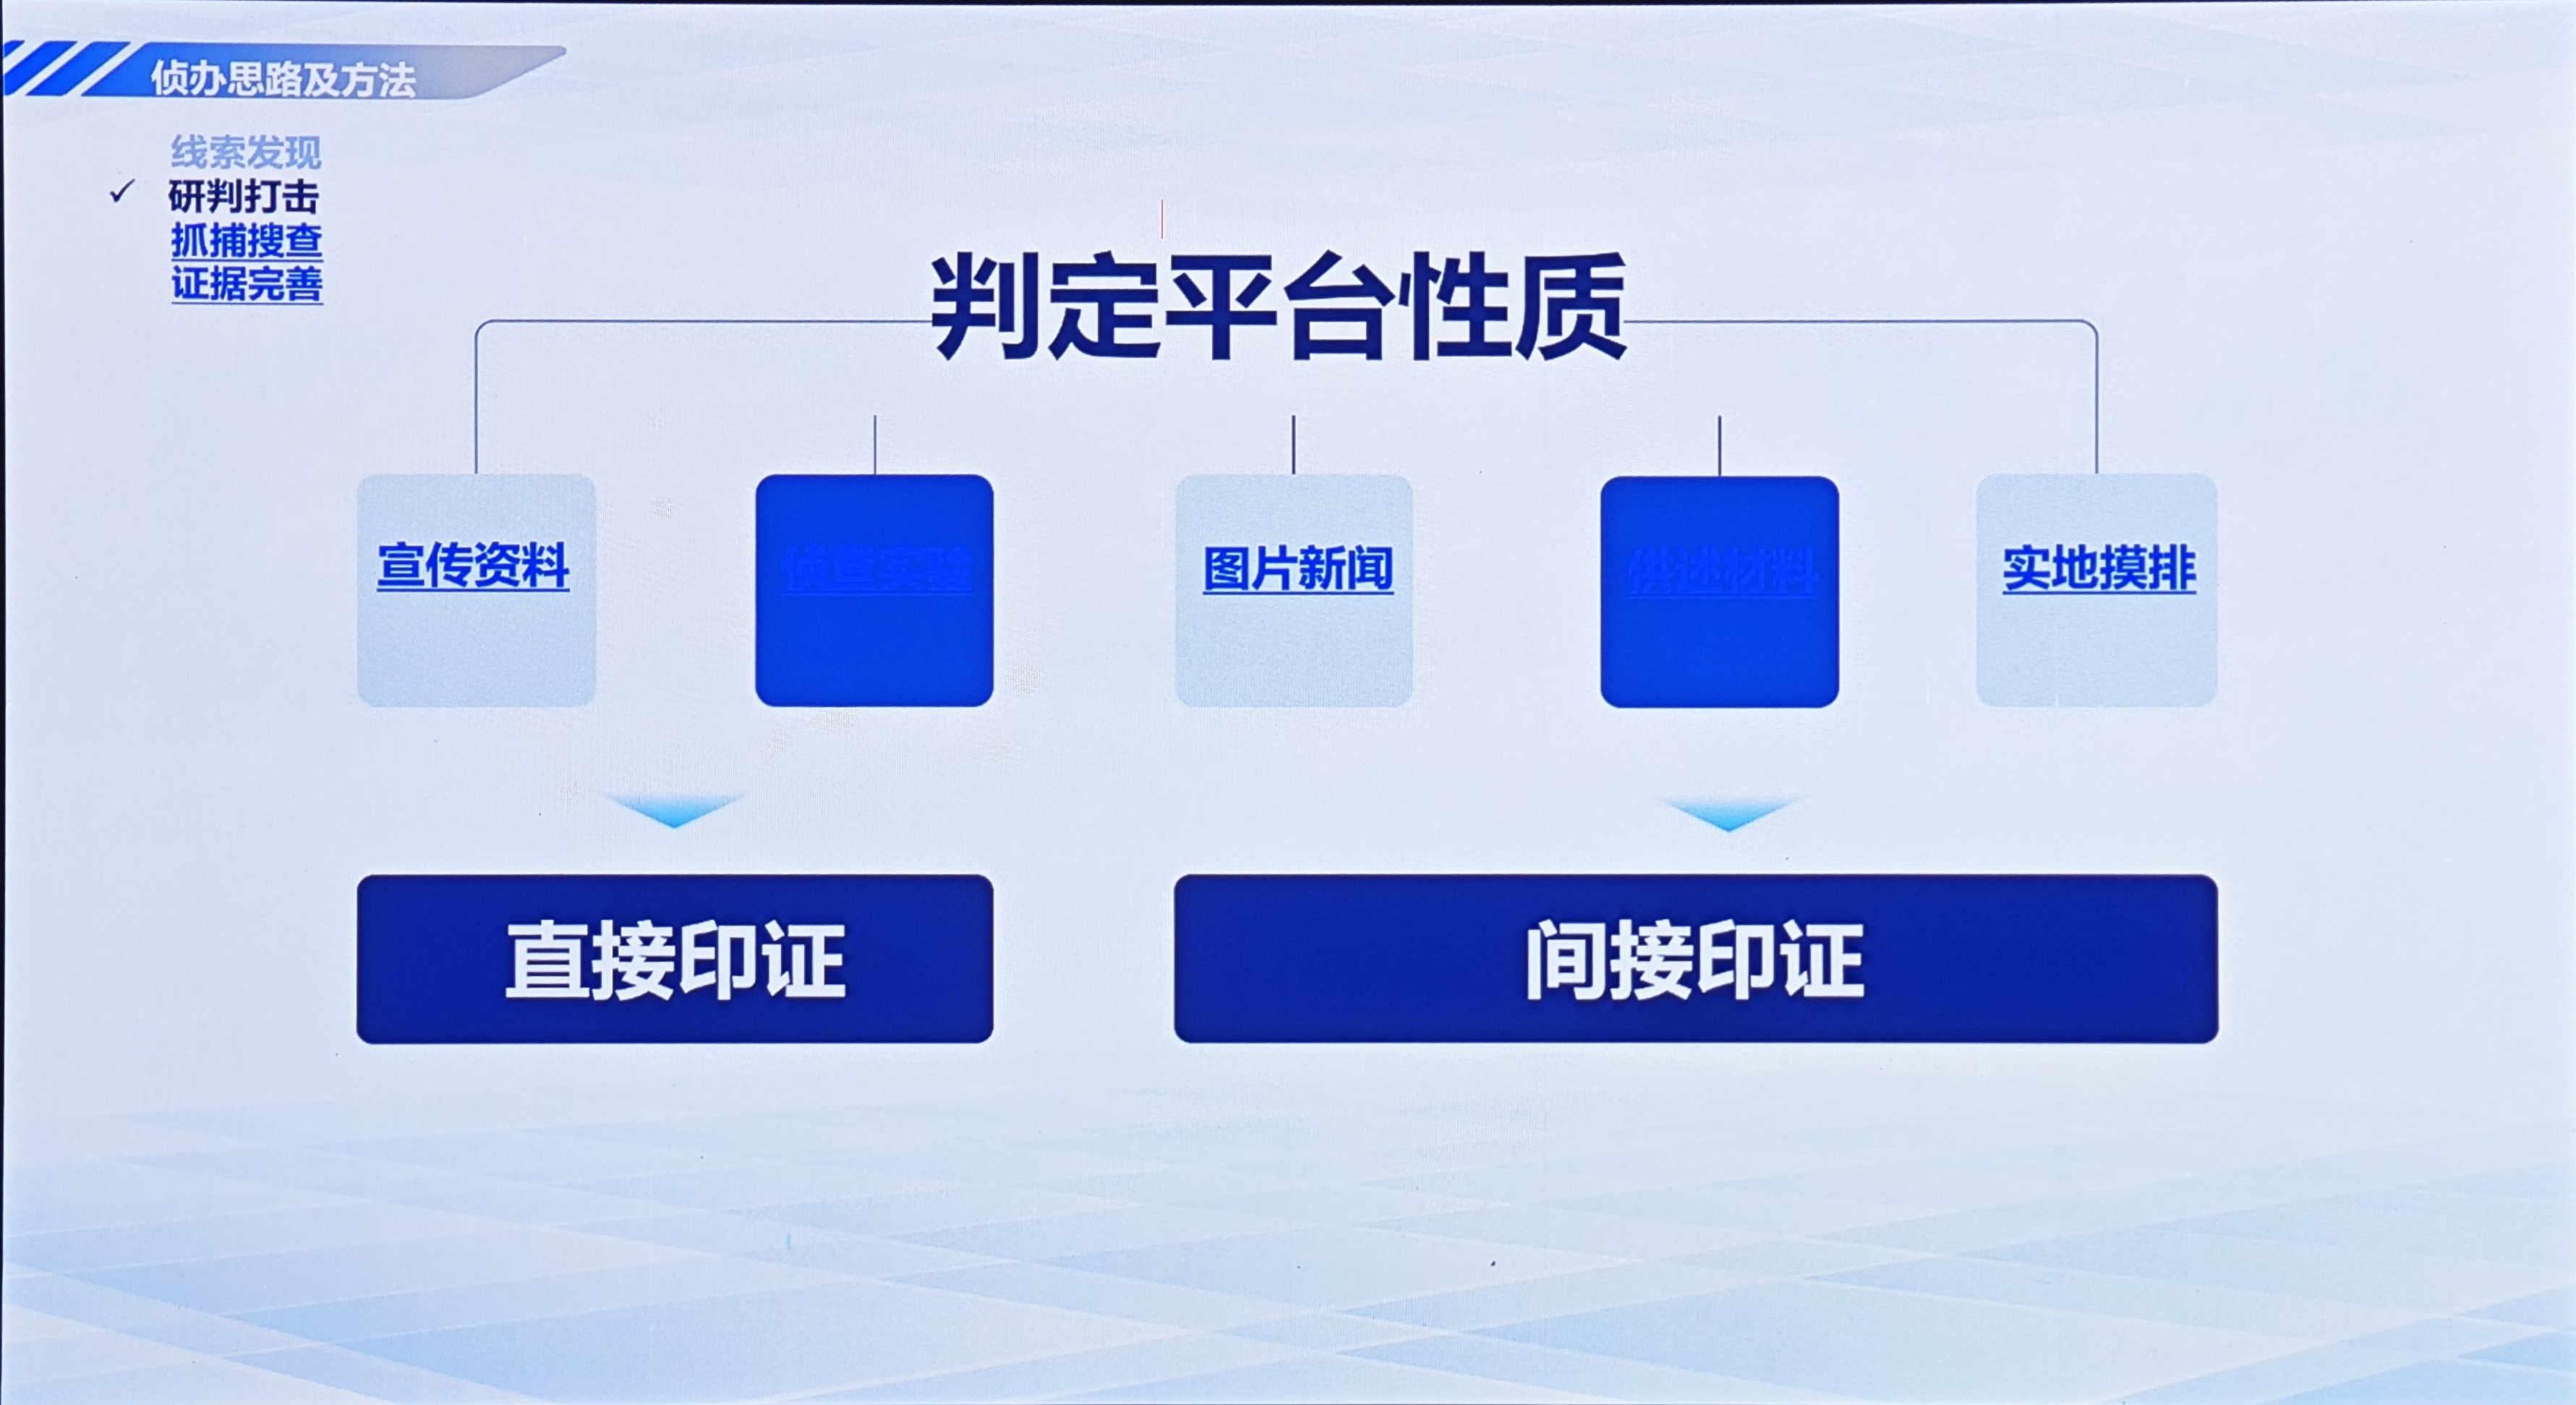 侦办思路及方法
线索发现
✓ 研判打击
抓捕搜查
证据完善
判定平台性质
宣传资料
侦查实验
图片新闻
供述材料
实地摸排
直接印证
间接印证